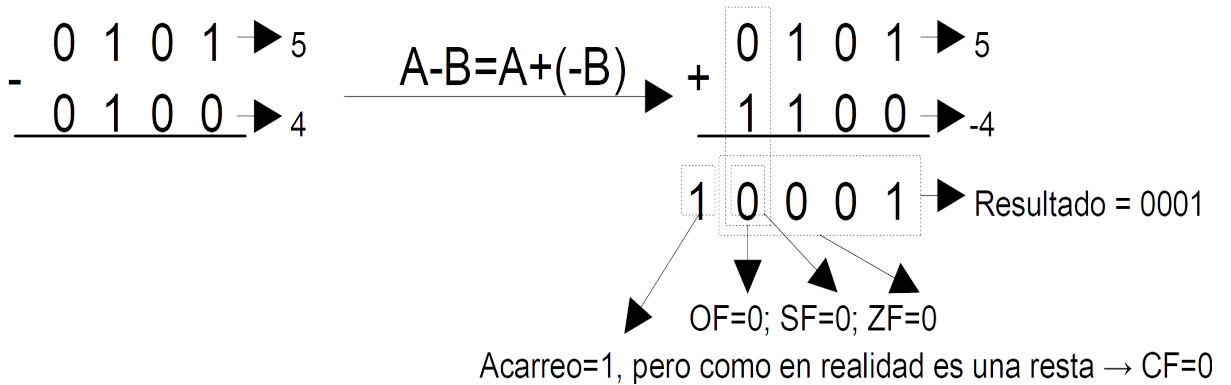 0 1 0 1 → 5
-
0 1 0 0 → 4
A-B=A+(-B)
0 1 0 1 → 5
+
1 1 0 0 → -4
1 0 0 0 1 → Resultado = 0001
OF=0; SF=0; ZF=0
Acarreo=1, pero como en realidad es una resta → CF=0